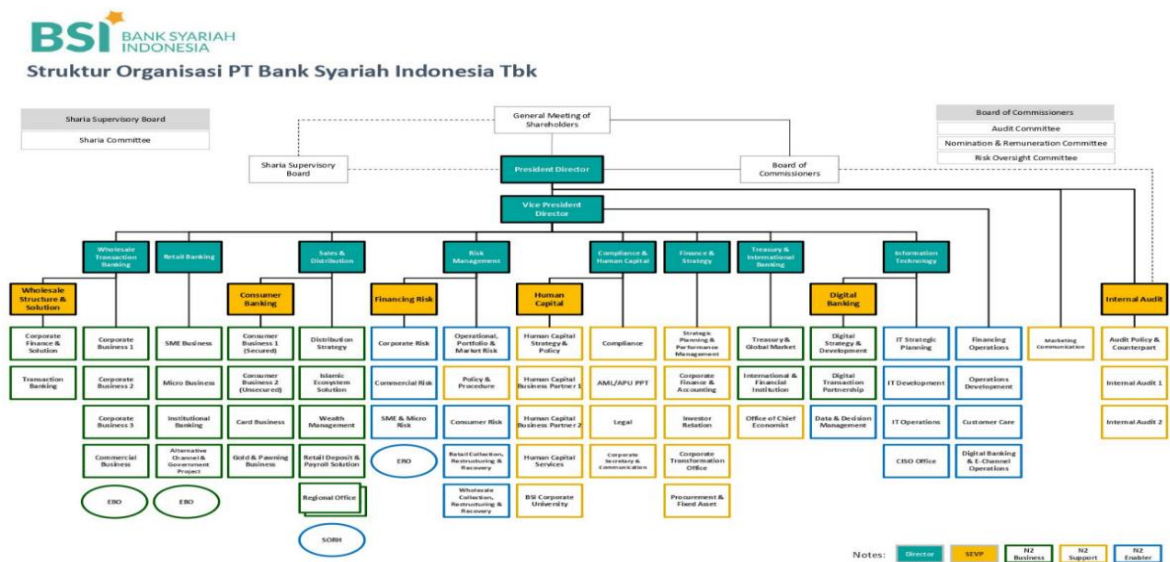 BSI BANK SYARIAH
INDONESIA
Struktur Organisasi PT Bank Syariah Indonesia Tbk
Sharia Supervisory Board
Sharia Committee
General Meeting of
Shareholders
Board of Commissioners
Audit Committee
Nomination & Remuneration Committee
Risk Oversight Committee
Sharia Supervisory
Board
President Director
Board of
Commissioners
Vice President
Director
Wholesale
Transaction
Banking
Retail Banking
Sales &
Distribution
Risk
Management
Compliance &
Human Capital
Finance &
Strategy
Treasury &
International
Banking
Information
Technology
Wholesale
Structure &
Solution
Consumer
Banking
Financing Risk
Human
Capital
Digital
Banking
Internal Audit
Corporate
Finance &
Solution
Transaction
Banking
Corporate
Business 1
Corporate
Business 2
Corporate
Business 3
Commercial
Business
EBO
SME Business
Micro Business
Institutional
Banking
Alternative
Channel &
Government
Project
EBO
Consumer
Business 1
(Secured)
Consumer
Business 2
(Unsecured)
Card Business
Gold & Pawning
Business
Distribution
Strategy
Islamic
Ecosystem
Solution
Wealth
Management
Retail Deposit &
Payroll Solution
Regional Office
SORH
Corporate Risk
Commercial Risk
SME & Micro
Risk
ERO
Operational,
Portfolio &
Market Risk
Policy &
Procedure
Consumer Risk
Retail Collection,
Restructuring &
Recovery
Wholesale
Collection,
Restructuring &
Recovery
Human Capital
Strategy &
Policy
Human Capital
Business Partner 1
Human Capital
Business Partner 2
Human Capital
Services
BSI Corporate
University
Compliance
AML/APU PPT
Legal
Corporate
Secretary &
Communication
Strategic
Planning &
Performance
Management
Corporate
Finance &
Accounting
Investor
Relation
Corporate
Transformation
Office
Procurement &
Fixed Asset
Treasury &
Global Market
International &
Financial
Institution
Office of Chief
Economist
Digital
Strategy &
Development
Digital
Transaction
Partnership
Data & Decision
Management
IT Strategic
Planning
IT Development
IT Operations
CISO Office
Financing
Operations
Operations
Development
Customer Care
Digital Banking
& E-Channel
Operations
Marketing
Communication
Audit Policy &
Counterpart
Internal Audit 1
Internal Audit 2
Notes:
Director
SEVP
N2
Business
N2
Support
N2
Enabler